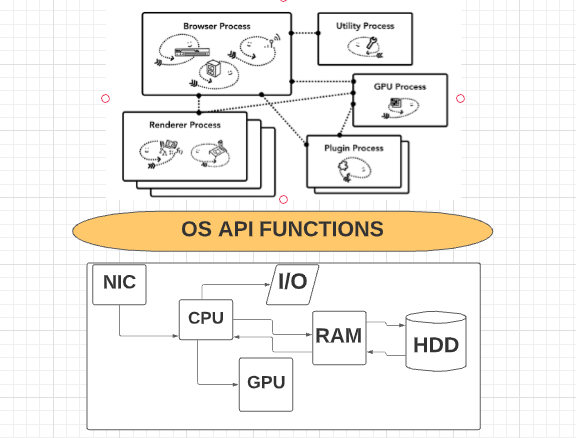 Browser Process
Utility Process
GPU Process
Renderer Process
Plugin Process
OS API FUNCTIONS
NIC
I/O
CPU
RAM
HDD
GPU